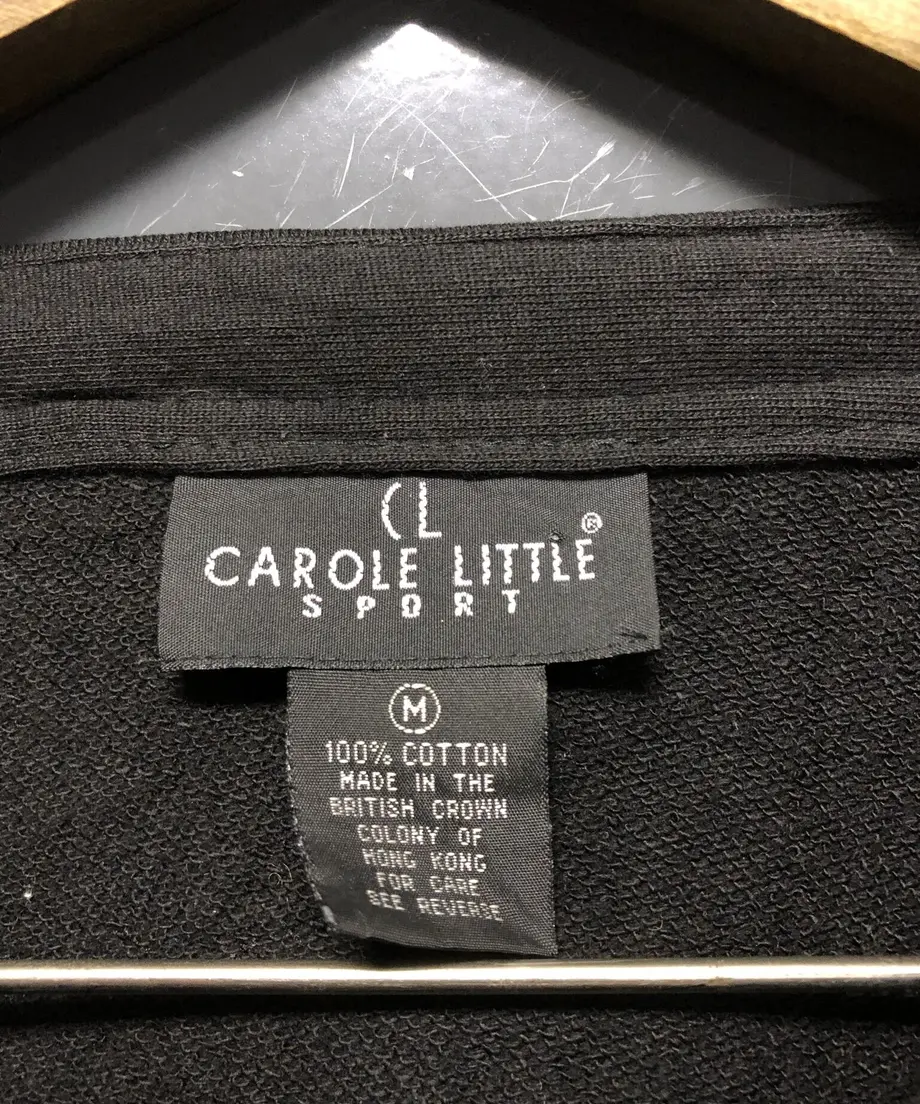 CL
CAROLE LITTLE®
SPORT
M
100% COTTON
MADE IN THE
BRITISH CROWN
COLONY OF
HONG KONG
FOR CARE
SEE REVERSE